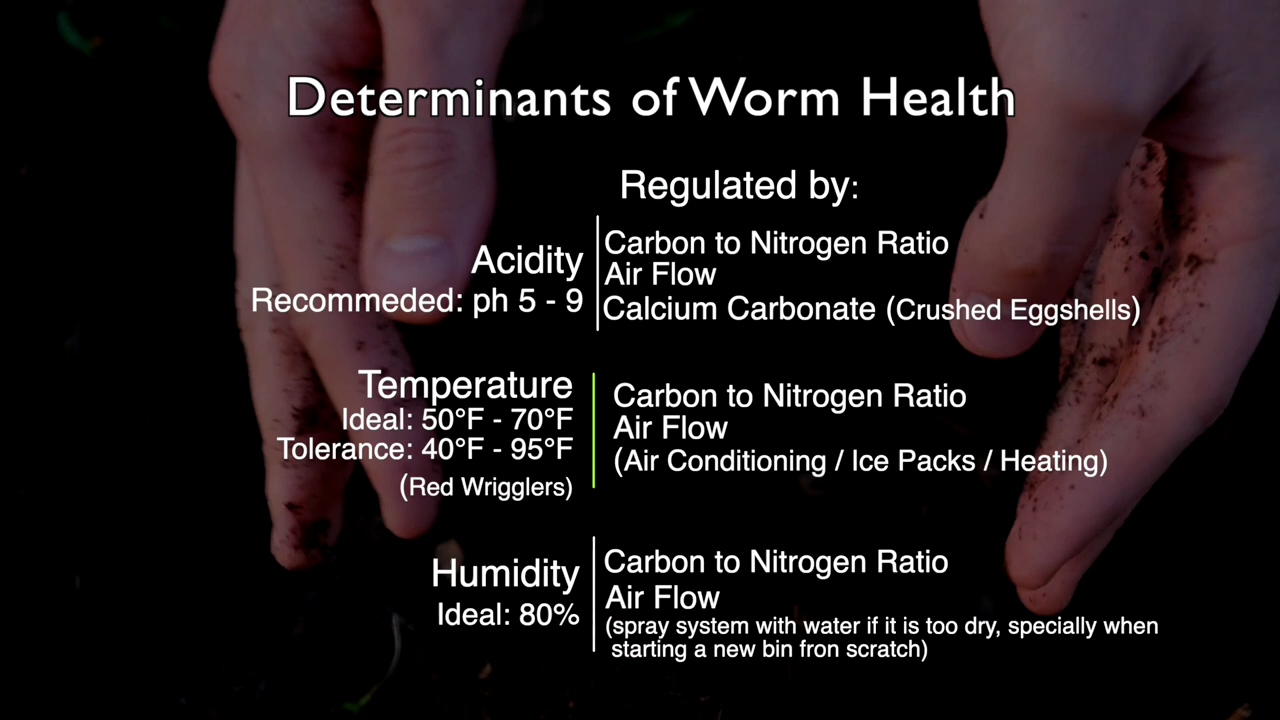 Determinants of Worm Health
Regulated by:
Acidity
Recommeded: ph 5 - 9
Carbon to Nitrogen Ratio
Air Flow
Calcium Carbonate (Crushed Eggshells)
Temperature
Ideal: 50°F - 70°F
Tolerance: 40°F - 95°F
(Red Wrigglers)
Carbon to Nitrogen Ratio
Air Flow
(Air Conditioning / Ice Packs / Heating)
Humidity
Ideal: 80%
Carbon to Nitrogen Ratio
Air Flow
(spray system with water if it is too dry, specially when
starting a new bin fron scratch)